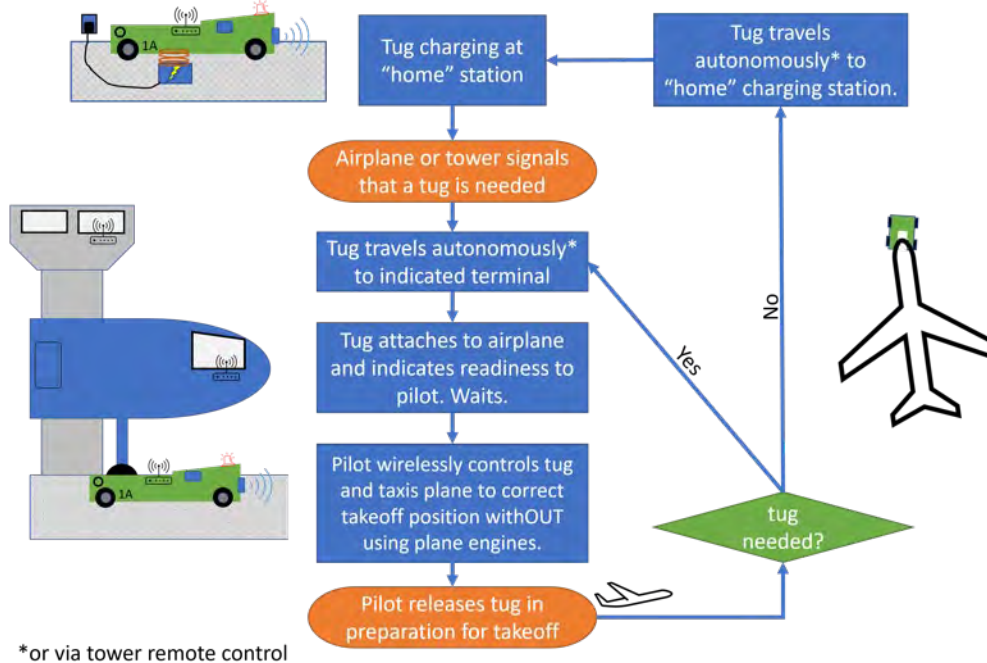 1A
Tug charging at
“home” station
Tug travels
autonomously* to
“home” charging station.
Airplane or tower signals
that a tug is needed
Tug travels autonomously*
to indicated terminal
Tug attaches to airplane
and indicates readiness to
pilot. Waits.
Yes
No
1A
Pilot wirelessly controls tug
and taxis plane to correct
takeoff position withOUT
using plane engines.
tug
needed?
Pilot releases tug in
preparation for takeoff
*or via tower remote control